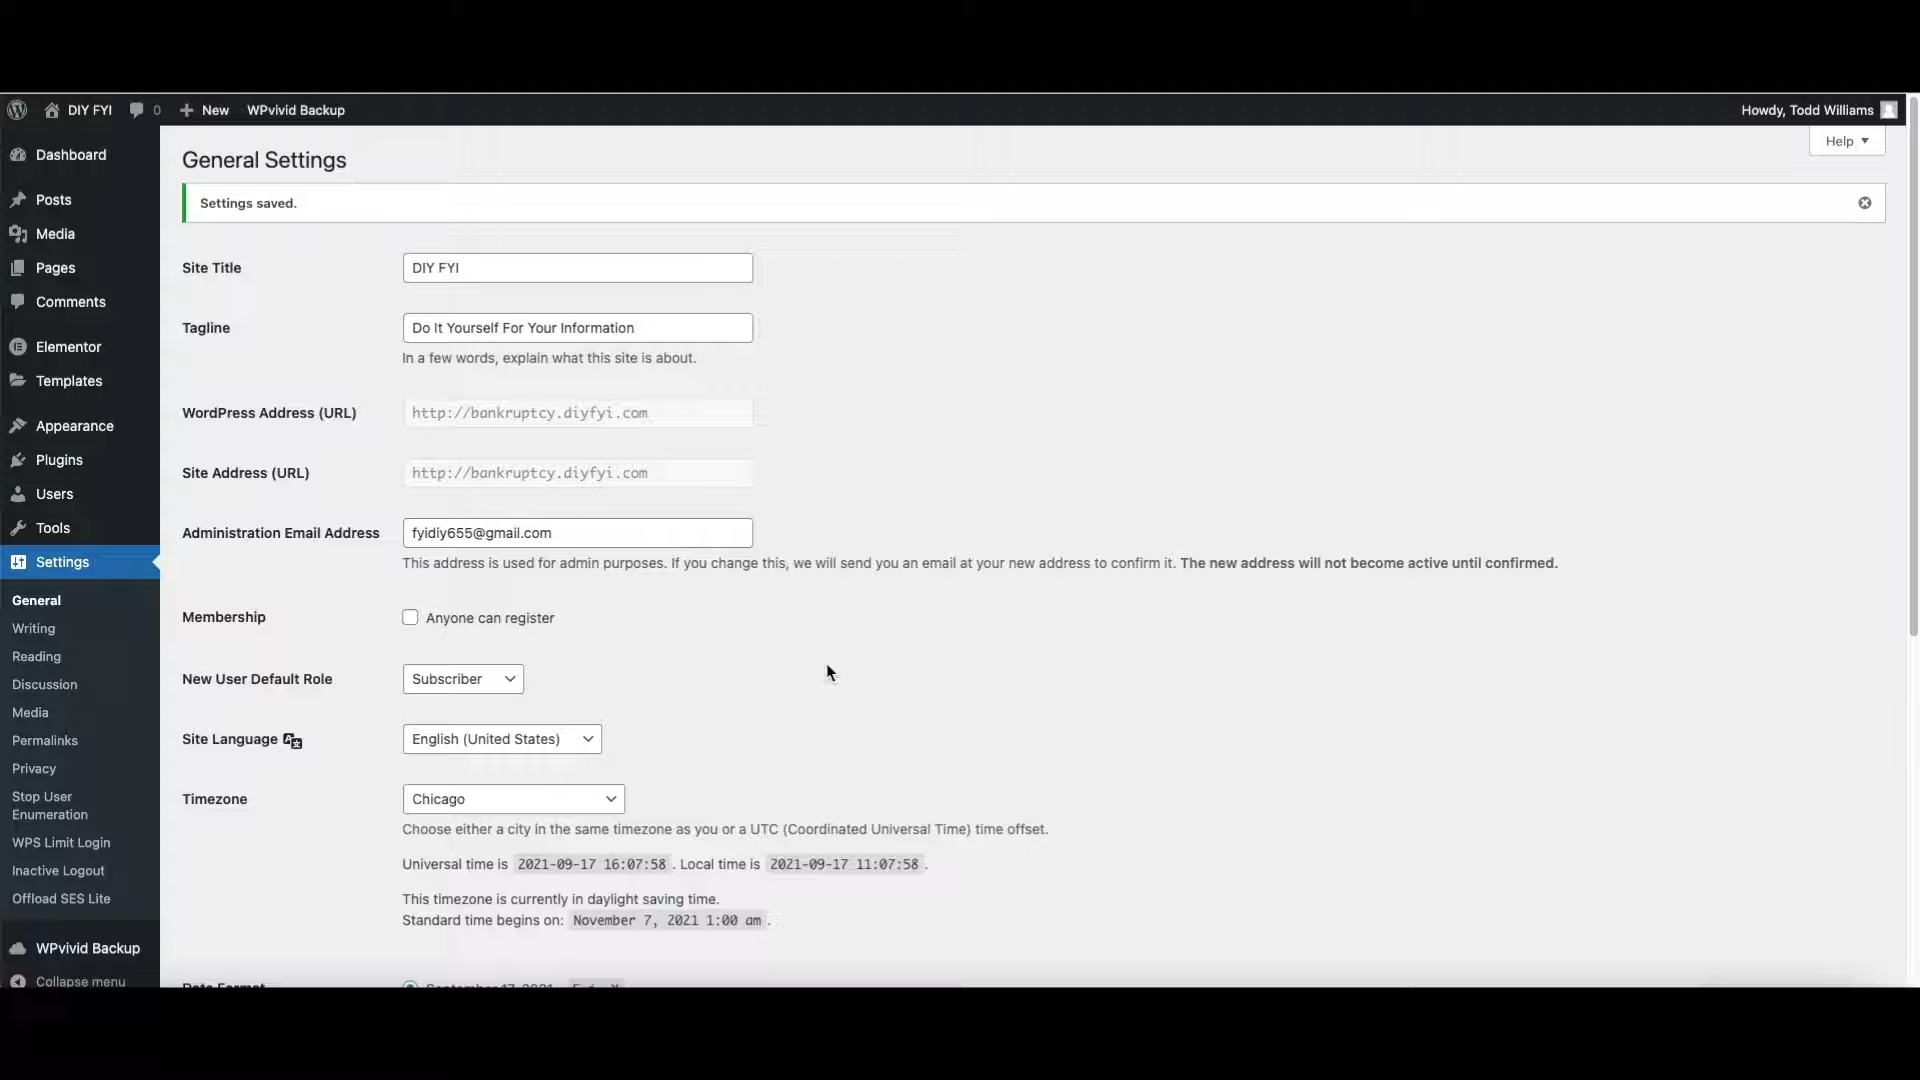 DIY FYI
0
New
WPvivid Backup
Howdy, Todd Williams
Help
Dashboard
Posts
Media
Pages
Comments
Elementor
Templates
Appearance
Plugins
Users
Tools
Settings
General
Writing
Reading
Discussion
Media
Permalinks
Privacy
Stop User
Enumeration
WPS Limit Login
Inactive Logout
Offload SES Lite
WPvivid Backup
Collapse menu
General Settings
Settings saved.
Site Title
DIY FYI
Tagline
Do It Yourself For Your Information
In a few words, explain what this site is about.
WordPress Address (URL)
http://bankruptcy.diyfyi.com
Site Address (URL)
http://bankruptcy.diyfyi.com
Administration Email Address
fyidiy655@gmail.com
This address is used for admin purposes. If you change this, we will send you an email at your new address to confirm it. The new address will not become active until confirmed.
Membership
Anyone can register
New User Default Role
Subscriber
Site Language
English (United States)
Timezone
Chicago
Choose either a city in the same timezone as you or a UTC (Coordinated Universal Time) time offset.
Universal time is 2021-09-17 16:07:58 . Local time is 2021-09-17 11:07:58 .
This timezone is currently in daylight saving time.
Standard time begins on: November 7, 2021 1:00 am .
Date Format
September 17, 2021